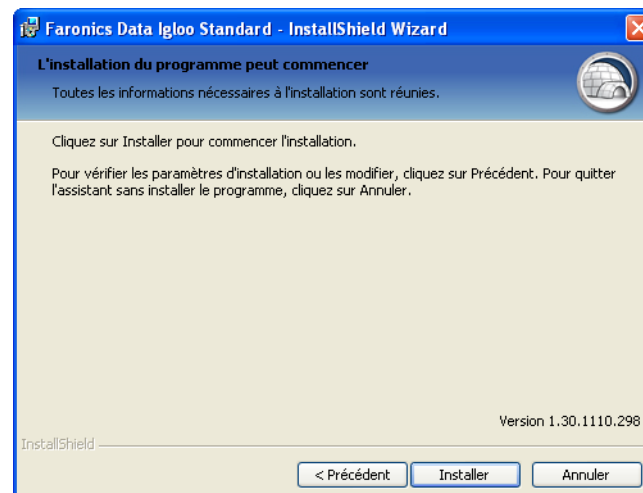 Faronics Data Igloo Standard - InstallShield Wizard
L'installation du programme peut commencer
Toutes les informations nécessaires à l'installation sont réunies.
Cliquez sur Installer pour commencer l'installation.
Pour vérifier les paramètres d'installation ou les modifier, cliquez sur Précédent. Pour quitter
l'assistant sans installer le programme, cliquez sur Annuler.
Version 1.30.1110.298
InstallShield
< Précédent Installer Annuler